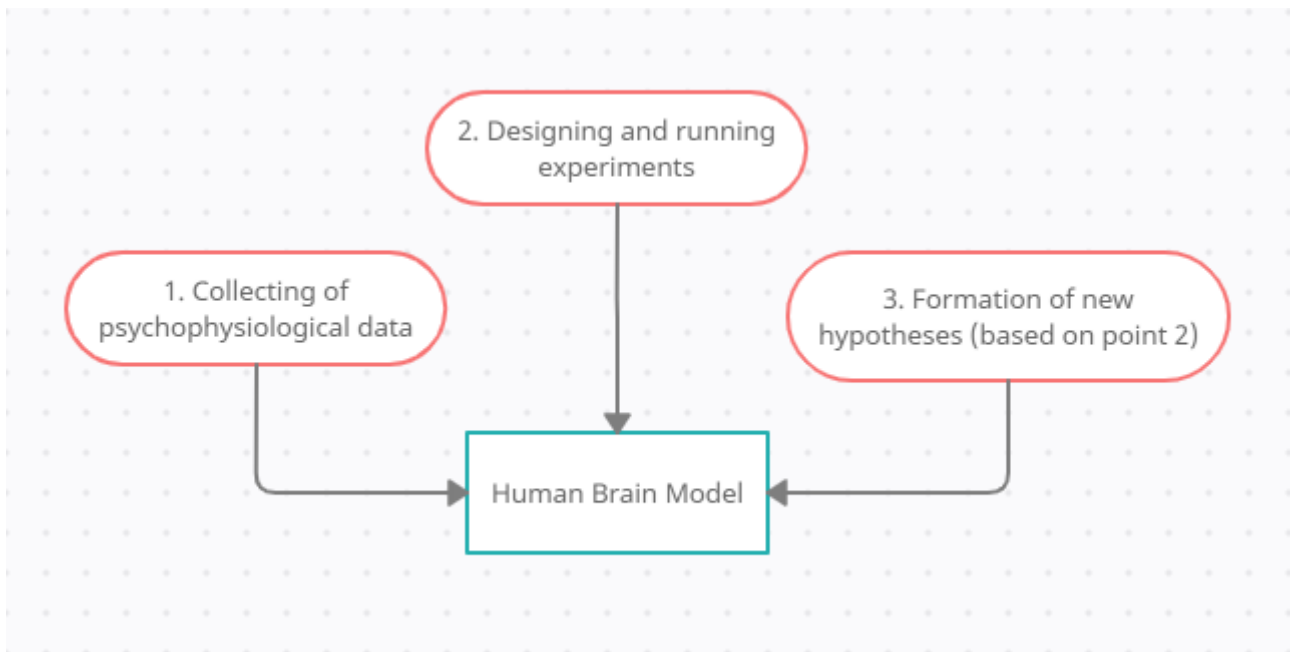 2. Designing and running
experiments
1. Collecting of
psychophysiological data
3. Formation of new
hypotheses (based on point 2)
Human Brain Model